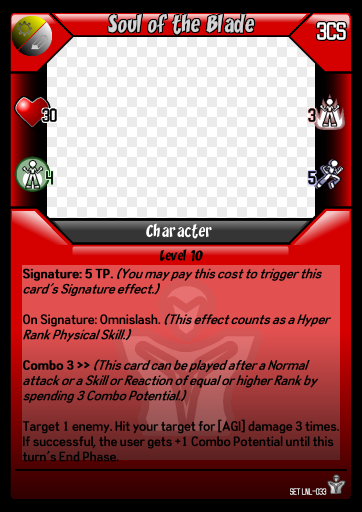 Soul of the Blade
3CS
30
3
4
5
Character
Level 10
Signature: 5 TP. (You may pay this cost to trigger this
card's Signature effect.)
On Signature: Omnislash. (This effect counts as a Hyper
Rank Physical Skill.)
Combo 3 >> (This card can be played after a Normal
attack or a Skill or Reaction of equal or higher Rank by
spending 3 Combo Potential.)
Target 1 enemy. Hit your target for [AGI] damage 3 times.
If successful, the user gets +1 Combo Potential until this
turn's End Phase.
SET LNL-033